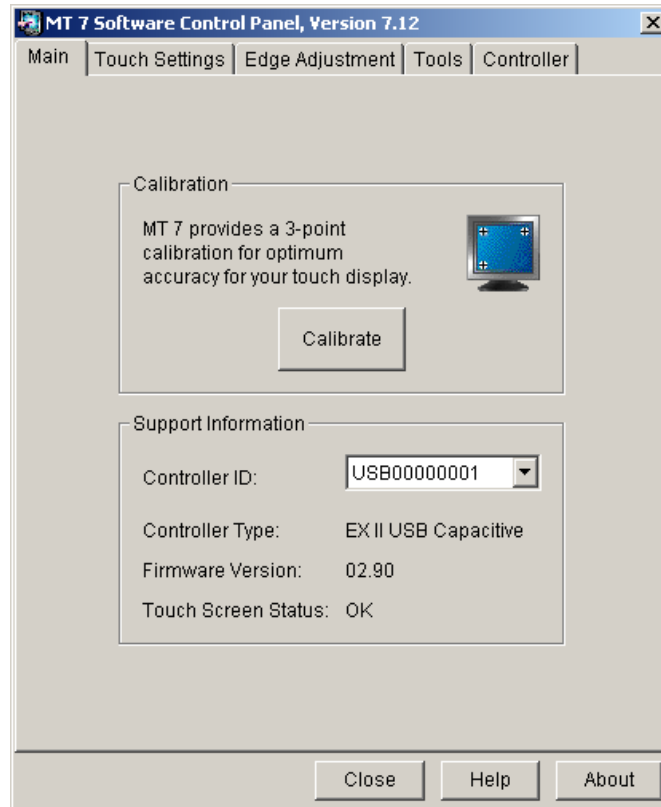 MT 7 Software Control Panel, Version 7.12
Main Touch Settings Edge Adjustment Tools Controller
Calibration
MT 7 provides a 3-point
calibration for optimum
accuracy for your touch display.
Calibrate
Support Information
Controller ID: USB00000001
Controller Type: EX II USB Capacitive
Firmware Version: 02.90
Touch Screen Status: OK
Close Help About